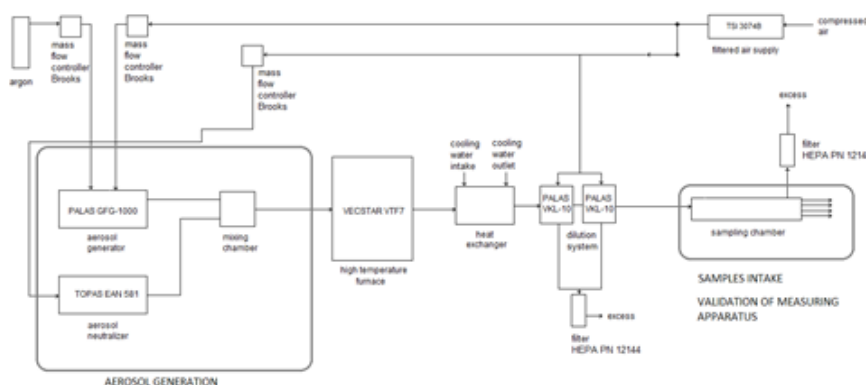 TSI 3074B
compressed
air
filtered air supply
mass
flow
controller
Brooks
mass
flow
controller
Brooks
argon
mass
flow
controller
Brooks
excess
filter
HEPA PN 12144
cooling
water
intake
cooling
water
outlet
PALAS GFG-1000
aerosol
generator
mixing
chamber
VECSTAR VTF7
high temperature
furnace
heat
exchanger
PALAS
VKL-10
PALAS
VKL-10
dilution
system
sampling chamber
TOPAS EAN 581
aerosol
neutralizer
excess
filter
HEPA PN 12144
SAMPLES INTAKE
VALIDATION OF MEASURING
APPARATUS
AEROSOL GENERATION